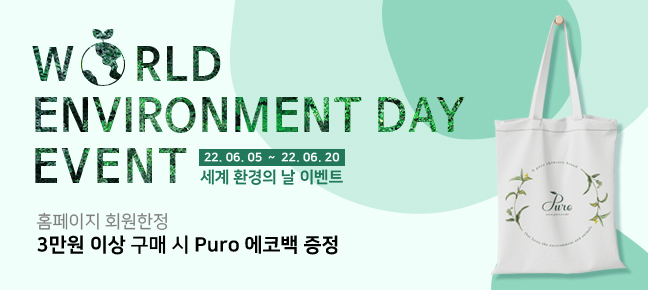 WORLD
ENVIRONMENT DAY
EVENT
22. 06. 05 ~ 22. 06. 20
세계 환경의 날 이벤트
홈페이지 회원한정
3만원 이상 구매 시 Puro 에코백 증정
Puro